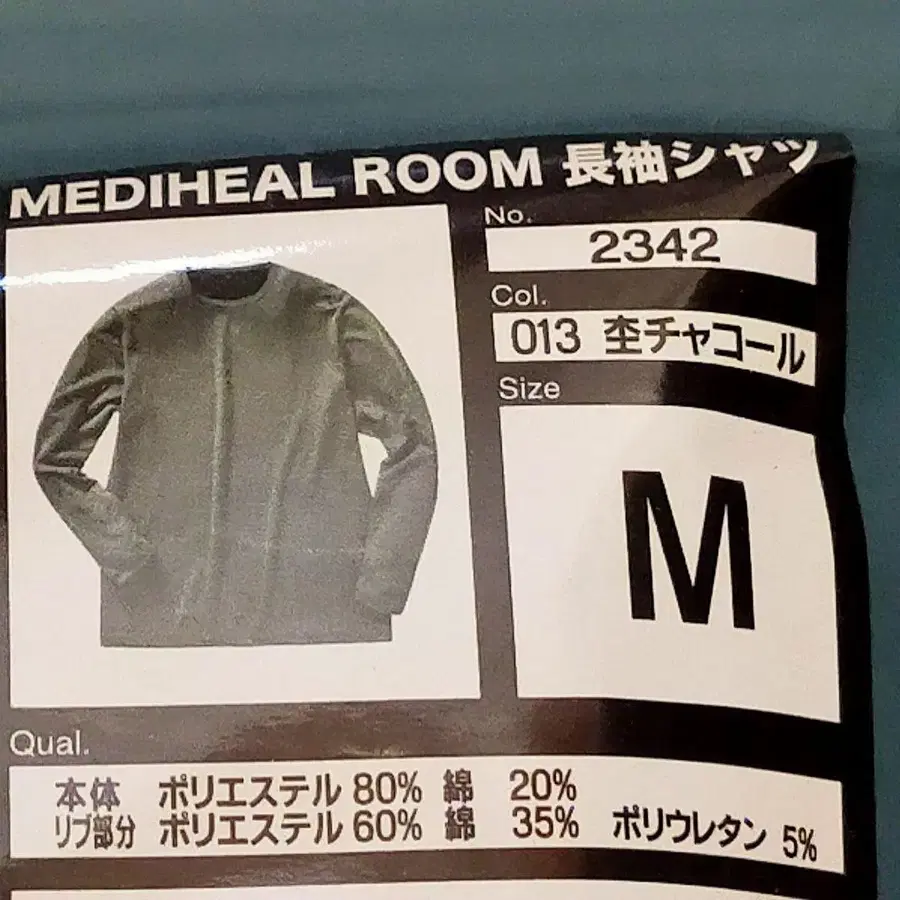 MEDIHEAL ROOM 長袖シャツ
No.
2342
Col.
013 杢チャコール
Size
M
Qual.
本体 ポリエステル 80% 綿 20%
リブ部分 ポリエステル 60% 綿 35% ポリウレタン 5%